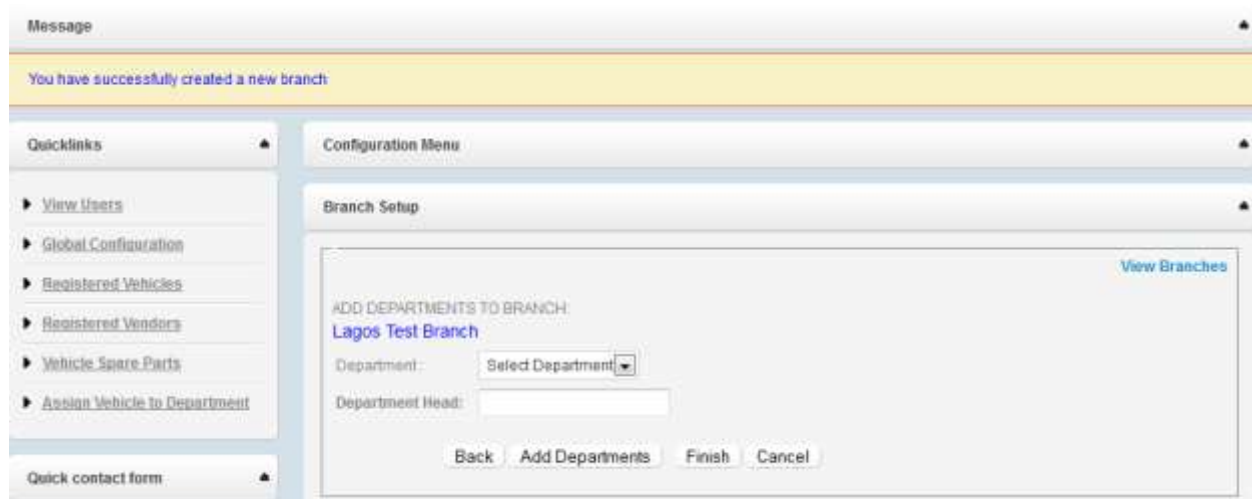 Message
You have successfully created a new branch
Quicklinks
View Users
Global Configuration
Registered Vehicles
Registered Vendors
Vehicle Spare Parts
Assign Vehicle to Department
Quick contact form
Configuration Menu
Branch Setup
View Branches
ADD DEPARTMENTS TO BRANCH:
Lagos Test Branch
Department : Select Department
Department Head:
Back Add Departments Finish Cancel